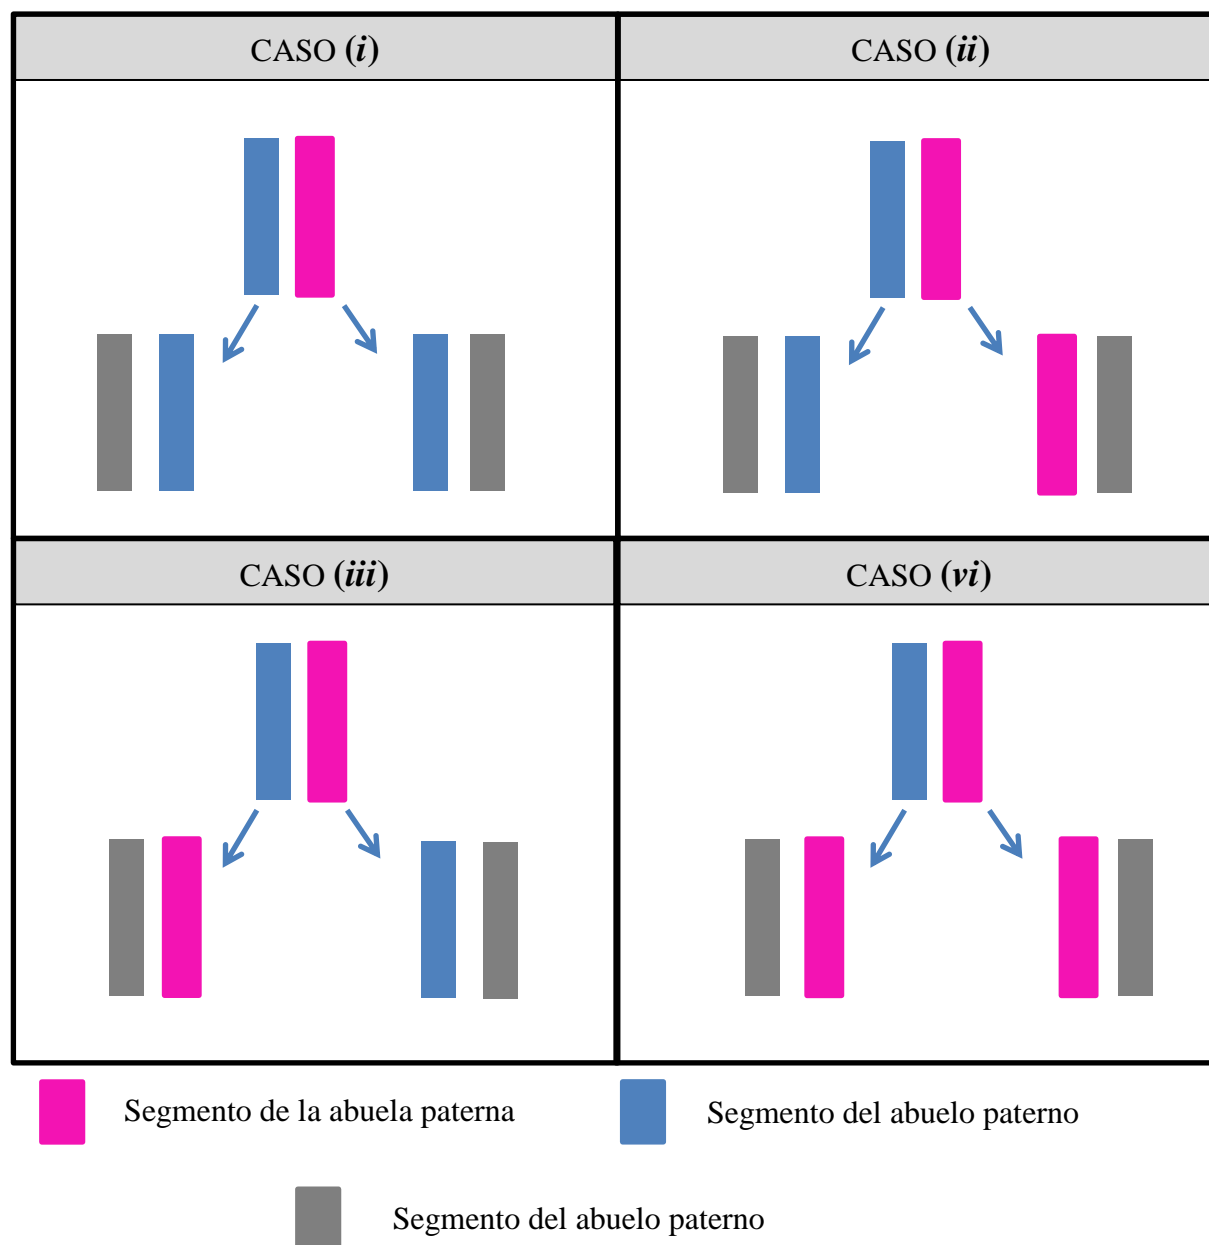 CASO (i)
CASO (ii)
CASO (iii)
CASO (vi)
Segmento de la abuela paterna
Segmento del abuelo paterno
Segmento del abuelo paterno